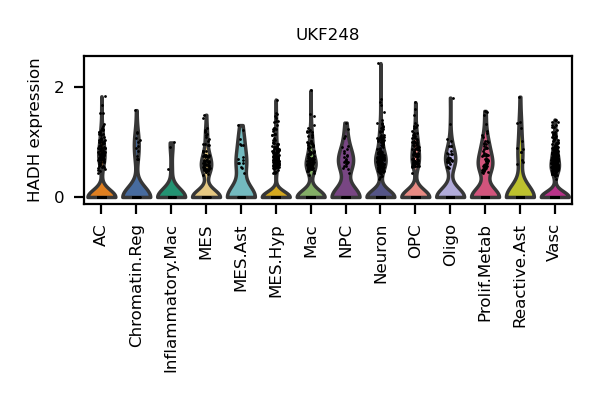 UKF248
HADH expression
2
0
AC
Chromatin.Reg
Inflammatory.Mac
MES
MES.Ast
MES.Hyp
Mac
NPC
Neuron
OPC
Oligo
Prolif.Metab
Reactive.Ast
Vasc